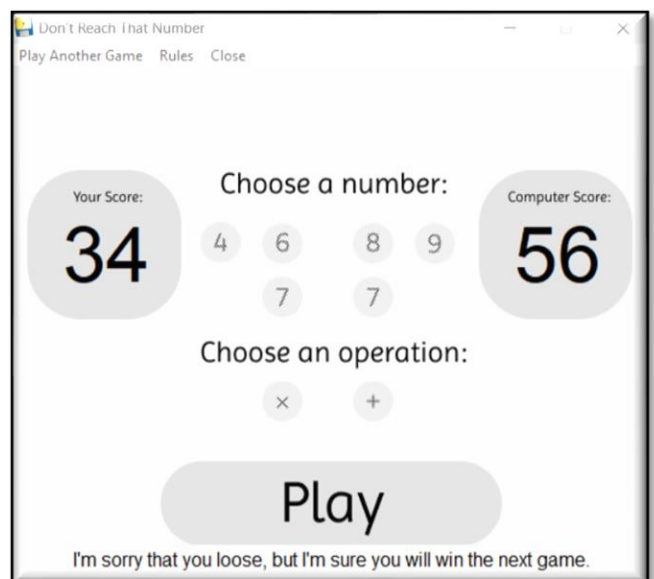 Don't Reach That Number
Play Another Game Rules Close
Choose a number:
Your Score:
Computer Score:
34
4 6 8 9
56
7 7
Choose an operation:
× +
Play
I'm sorry that you loose, but I'm sure you will win the next game.